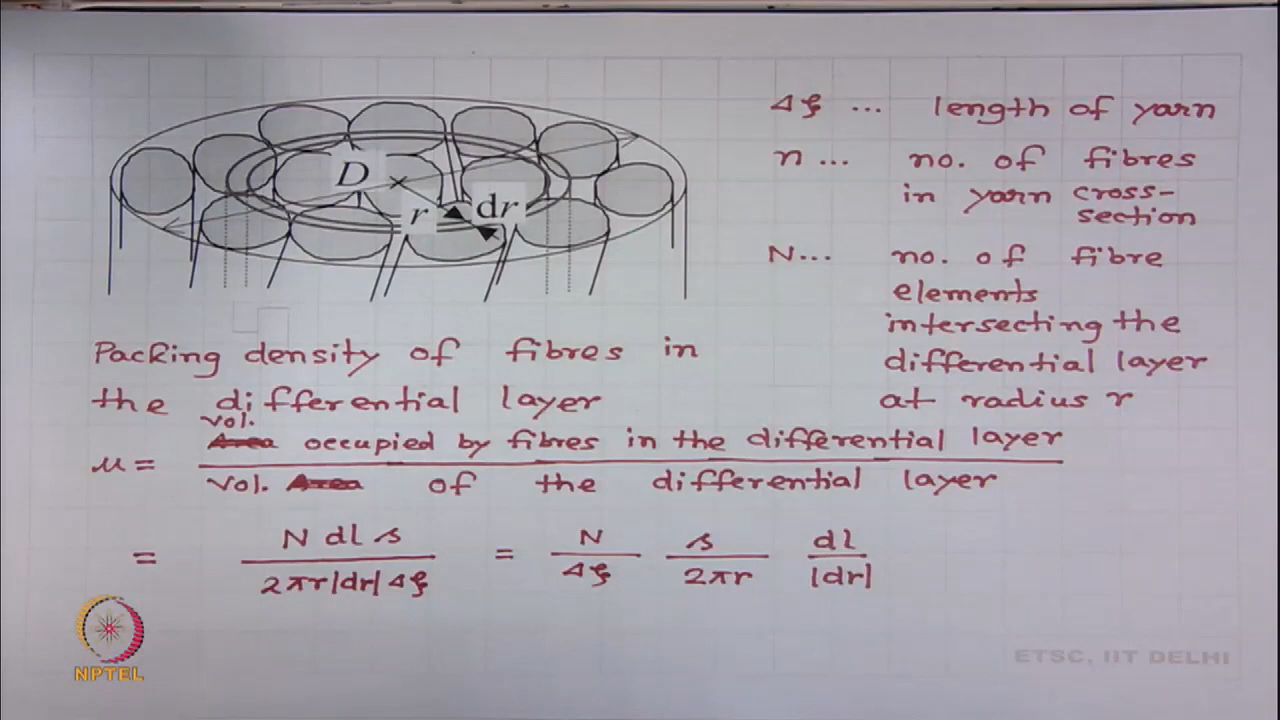 D
r
dr
Δξ ... length of yarn
n ... no. of fibres
in yarn cross-
section
N... no. of fibre
elements
intersecting the
differential layer
at radius r
Packing density of fibres in
the differential layer
vol.
μ = Area occupied by fibres in the differential layer
vol. Area of the differential layer
= N dl s / 2πr|dr| Δξ = N / Δξ s / 2πr dl / |dr|
NPTEL
ETSC, IIT DELHI